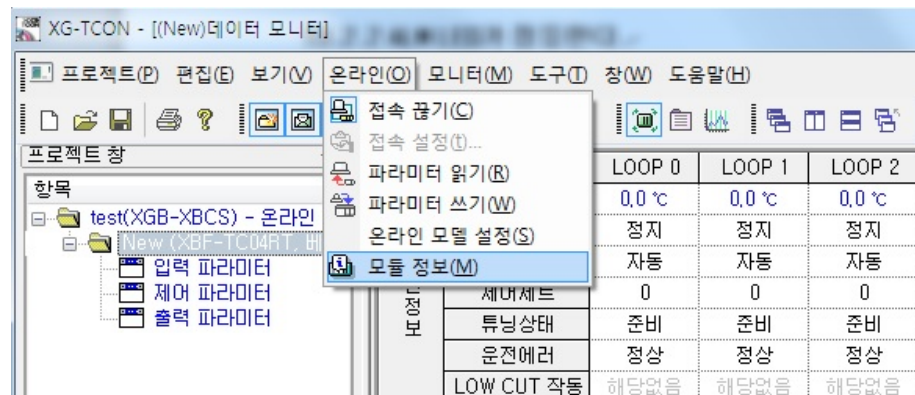 XG-TCON - [(New)데이터 모니터]
프로젝트(P) 편집(E) 보기(V) 온라인(O) 모니터(M) 도구(T) 창(W) 도움말(H)
접속 끊기(C)
접속 설정(t)...
파라미터 읽기(R)
파라미터 쓰기(W)
온라인 모델 설정(S)
모듈 정보(M)
프로젝트 창
항목
test(XGB-XBCS) - 온라인
New (XBF-TC04RT, 베
입력 파라미터
제어 파라미터
출력 파라미터
LOOP 0 LOOP 1 LOOP 2
0,0 ℃ 0,0 ℃ 0,0 ℃
정지 정지 정지
자동 자동 자동
제어세트 0 0 0
정보
튜닝상태 준비 준비 준비
운전에러 정상 정상 정상
LOW CUT 작동 해당없음 해당없음 해당없음